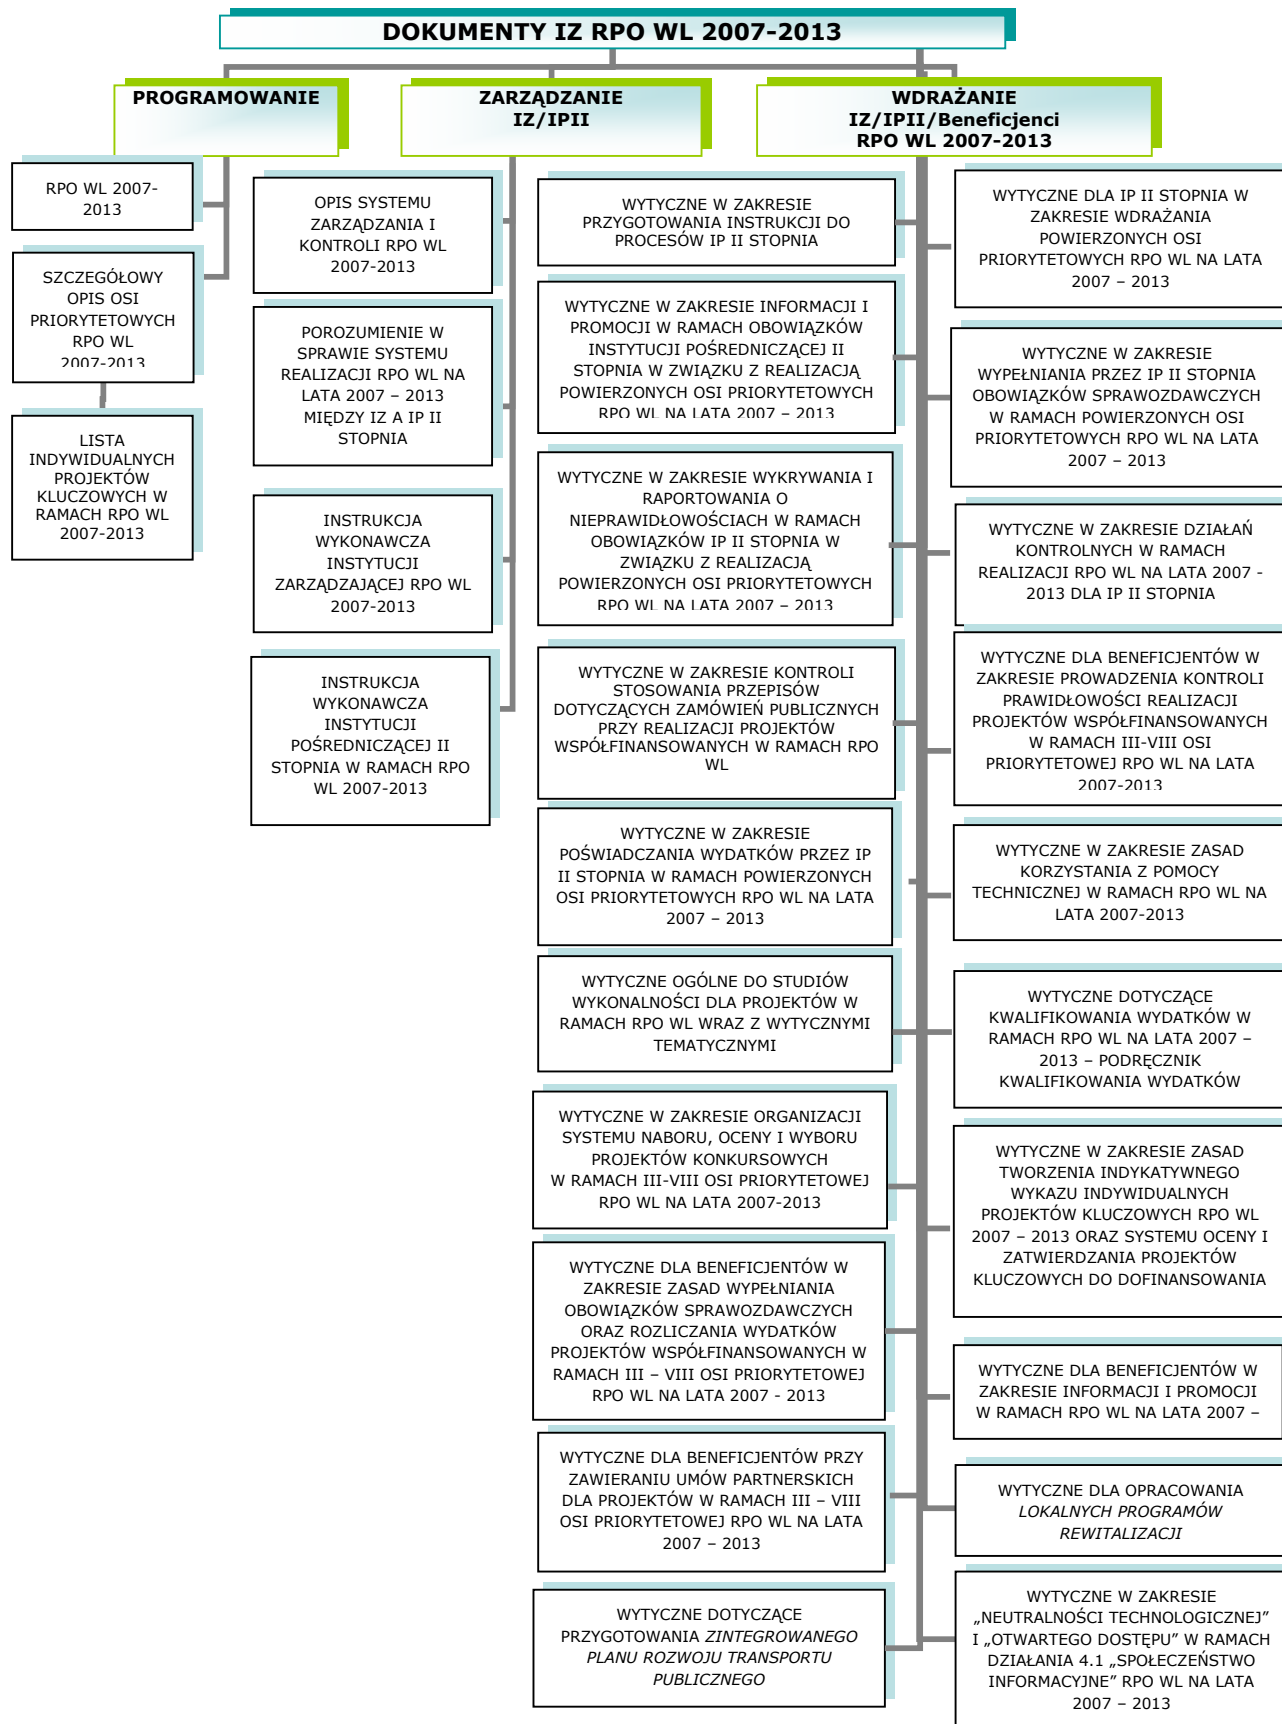 DOKUMENTY IZ RPO WL 2007-2013
PROGRAMOWANIE
ZARZĄDZANIE
IZ/IPII
WDRAŻANIE
IZ/IPII/Beneficjenci
RPO WL 2007-2013
RPO WL 2007-
2013
SZCZEGÓŁOWY
OPIS OSI
PRIORYTETOWYCH
RPO WL
2007-2013
LISTA
INDYWIDUALNYCH
PROJEKTÓW
KLUCZOWYCH W
RAMACH RPO WL
2007-2013
OPIS SYSTEMU
ZARZĄDZANIA I
KONTROLI RPO WL
2007-2013
POROZUMIENIE W
SPRAWIE SYSTEMU
REALIZACJI RPO WL NA
LATA 2007 – 2013
MIĘDZY IZ A IP II
STOPNIA
INSTRUKCJA
WYKONAWCZA
INSTYTUCJI
ZARZĄDZAJĄCEJ RPO WL
2007-2013
INSTRUKCJA
WYKONAWCZA
INSTYTUCJI
POŚREDNICZĄCEJ II
STOPNIA W RAMACH RPO
WL 2007-2013
WYTYCZNE W ZAKRESIE
PRZYGOTOWANIA INSTRUKCJI DO
PROCESÓW IP II STOPNIA
WYTYCZNE W ZAKRESIE INFORMACJI I
PROMOCJI W RAMACH OBOWIĄZKÓW
INSTYTUCJI POŚREDNICZĄCEJ II
STOPNIA W ZWIĄZKU Z REALIZACJĄ
POWIERZONYCH OSI PRIORYTETOWYCH
RPO WL NA LATA 2007 – 2013
WYTYCZNE W ZAKRESIE WYKRYWANIA I
RAPORTOWANIA O
NIEPRAWIDŁOWOŚCIACH W RAMACH
OBOWIĄZKÓW IP II STOPNIA W
ZWIĄZKU Z REALIZACJĄ
POWIERZONYCH OSI PRIORYTETOWYCH
RPO WL NA LATA 2007 – 2013
WYTYCZNE W ZAKRESIE KONTROLI
STOSOWANIA PRZEPISÓW
DOTYCZĄCYCH ZAMÓWIEŃ PUBLICZNYCH
PRZY REALIZACJI PROJEKTÓW
WSPÓŁFINANSOWANYCH W RAMACH RPO
WL
WYTYCZNE W ZAKRESIE
POŚWIADCZANIA WYDATKÓW PRZEZ IP
II STOPNIA W RAMACH POWIERZONYCH
OSI PRIORYTETOWYCH RPO WL NA LATA
2007 – 2013
WYTYCZNE OGÓLNE DO STUDIÓW
WYKONALNOŚCI DLA PROJEKTÓW W
RAMACH RPO WL WRAZ Z WYTYCZNYMI
TEMATYCZNYMI
WYTYCZNE W ZAKRESIE ORGANIZACJI
SYSTEMU NABORU, OCENY I WYBORU
PROJEKTÓW KONKURSOWYCH
W RAMACH III-VIII OSI PRIORYTETOWEJ
RPO WL NA LATA 2007-2013
WYTYCZNE DLA BENEFICJENTÓW W
ZAKRESIE ZASAD WYPEŁNIANIA
OBOWIĄZKÓW SPRAWOZDAWCZYCH
ORAZ ROZLICZANIA WYDATKÓW
PROJEKTÓW WSPÓŁFINANSOWANYCH W
RAMACH III – VIII OSI PRIORYTETOWEJ
RPO WL NA LATA 2007 - 2013
WYTYCZNE DLA BENEFICJENTÓW PRZY
ZAWIERANIU UMÓW PARTNERSKICH
DLA PROJEKTÓW W RAMACH III – VIII
OSI PRIORYTETOWEJ RPO WL NA LATA
2007 – 2013
WYTYCZNE DOTYCZĄCE
PRZYGOTOWANIA ZINTEGROWANEGO
PLANU ROZWOJU TRANSPORTU
PUBLICZNEGO
WYTYCZNE DLA IP II STOPNIA W
ZAKRESIE WDRAŻANIA
POWIERZONYCH OSI
PRIORYTETOWYCH RPO WL NA LATA
2007 – 2013
WYTYCZNE W ZAKRESIE
WYPEŁNIANIA PRZEZ IP II STOPNIA
OBOWIĄZKÓW SPRAWOZDAWCZYCH
W RAMACH POWIERZONYCH OSI
PRIORYTETOWYCH RPO WL NA LATA
2007 – 2013
WYTYCZNE W ZAKRESIE DZIAŁAŃ
KONTROLNYCH W RAMACH
REALIZACJI RPO WL NA LATA 2007 -
2013 DLA IP II STOPNIA
WYTYCZNE DLA BENEFICJENTÓW W
ZAKRESIE PROWADZENIA KONTROLI
PRAWIDŁOWOŚCI REALIZACJI
PROJEKTÓW WSPÓŁFINANSOWANYCH
W RAMACH III-VIII OSI
PRIORYTETOWEJ RPO WL NA LATA
2007-2013
WYTYCZNE W ZAKRESIE ZASAD
KORZYSTANIA Z POMOCY
TECHNICZNEJ W RAMACH RPO WL NA
LATA 2007-2013
WYTYCZNE DOTYCZĄCE
KWALIFIKOWANIA WYDATKÓW W
RAMACH RPO WL NA LATA 2007 –
2013 – PODRĘCZNIK
KWALIFIKOWANIA WYDATKÓW
WYTYCZNE W ZAKRESIE ZASAD
TWORZENIA INDYKATYWNEGO
WYKAZU INDYWIDUALNYCH
PROJEKTÓW KLUCZOWYCH RPO WL
2007 – 2013 ORAZ SYSTEMU OCENY I
ZATWIERDZANIA PROJEKTÓW
KLUCZOWYCH DO DOFINANSOWANIA
WYTYCZNE DLA BENEFICJENTÓW W
ZAKRESIE INFORMACJI I PROMOCJI
W RAMACH RPO WL NA LATA 2007 –
WYTYCZNE DLA OPRACOWANIA
LOKALNYCH PROGRAMÓW
REWITALIZACJI
WYTYCZNE W ZAKRESIE
„NEUTRALNOŚCI TECHNOLOGICZNEJ”
I „OTWARTEGO DOSTĘPU” W RAMACH
DZIAŁANIA 4.1 „SPOŁECZEŃSTWO
INFORMACYJNE” RPO WL NA LATA
2007 – 2013